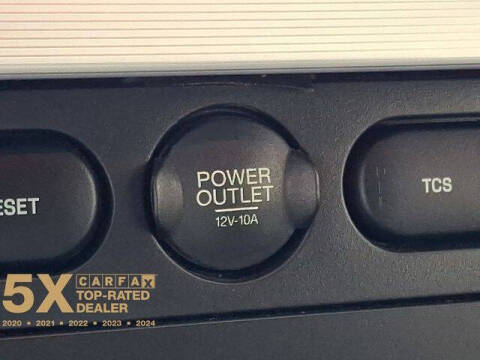 POWER
OUTLET
12V-10A
ESET
TCS
5X CARFAX
TOP-RATED
DEALER
2020 • 2021 • 2022 • 2023 • 2024